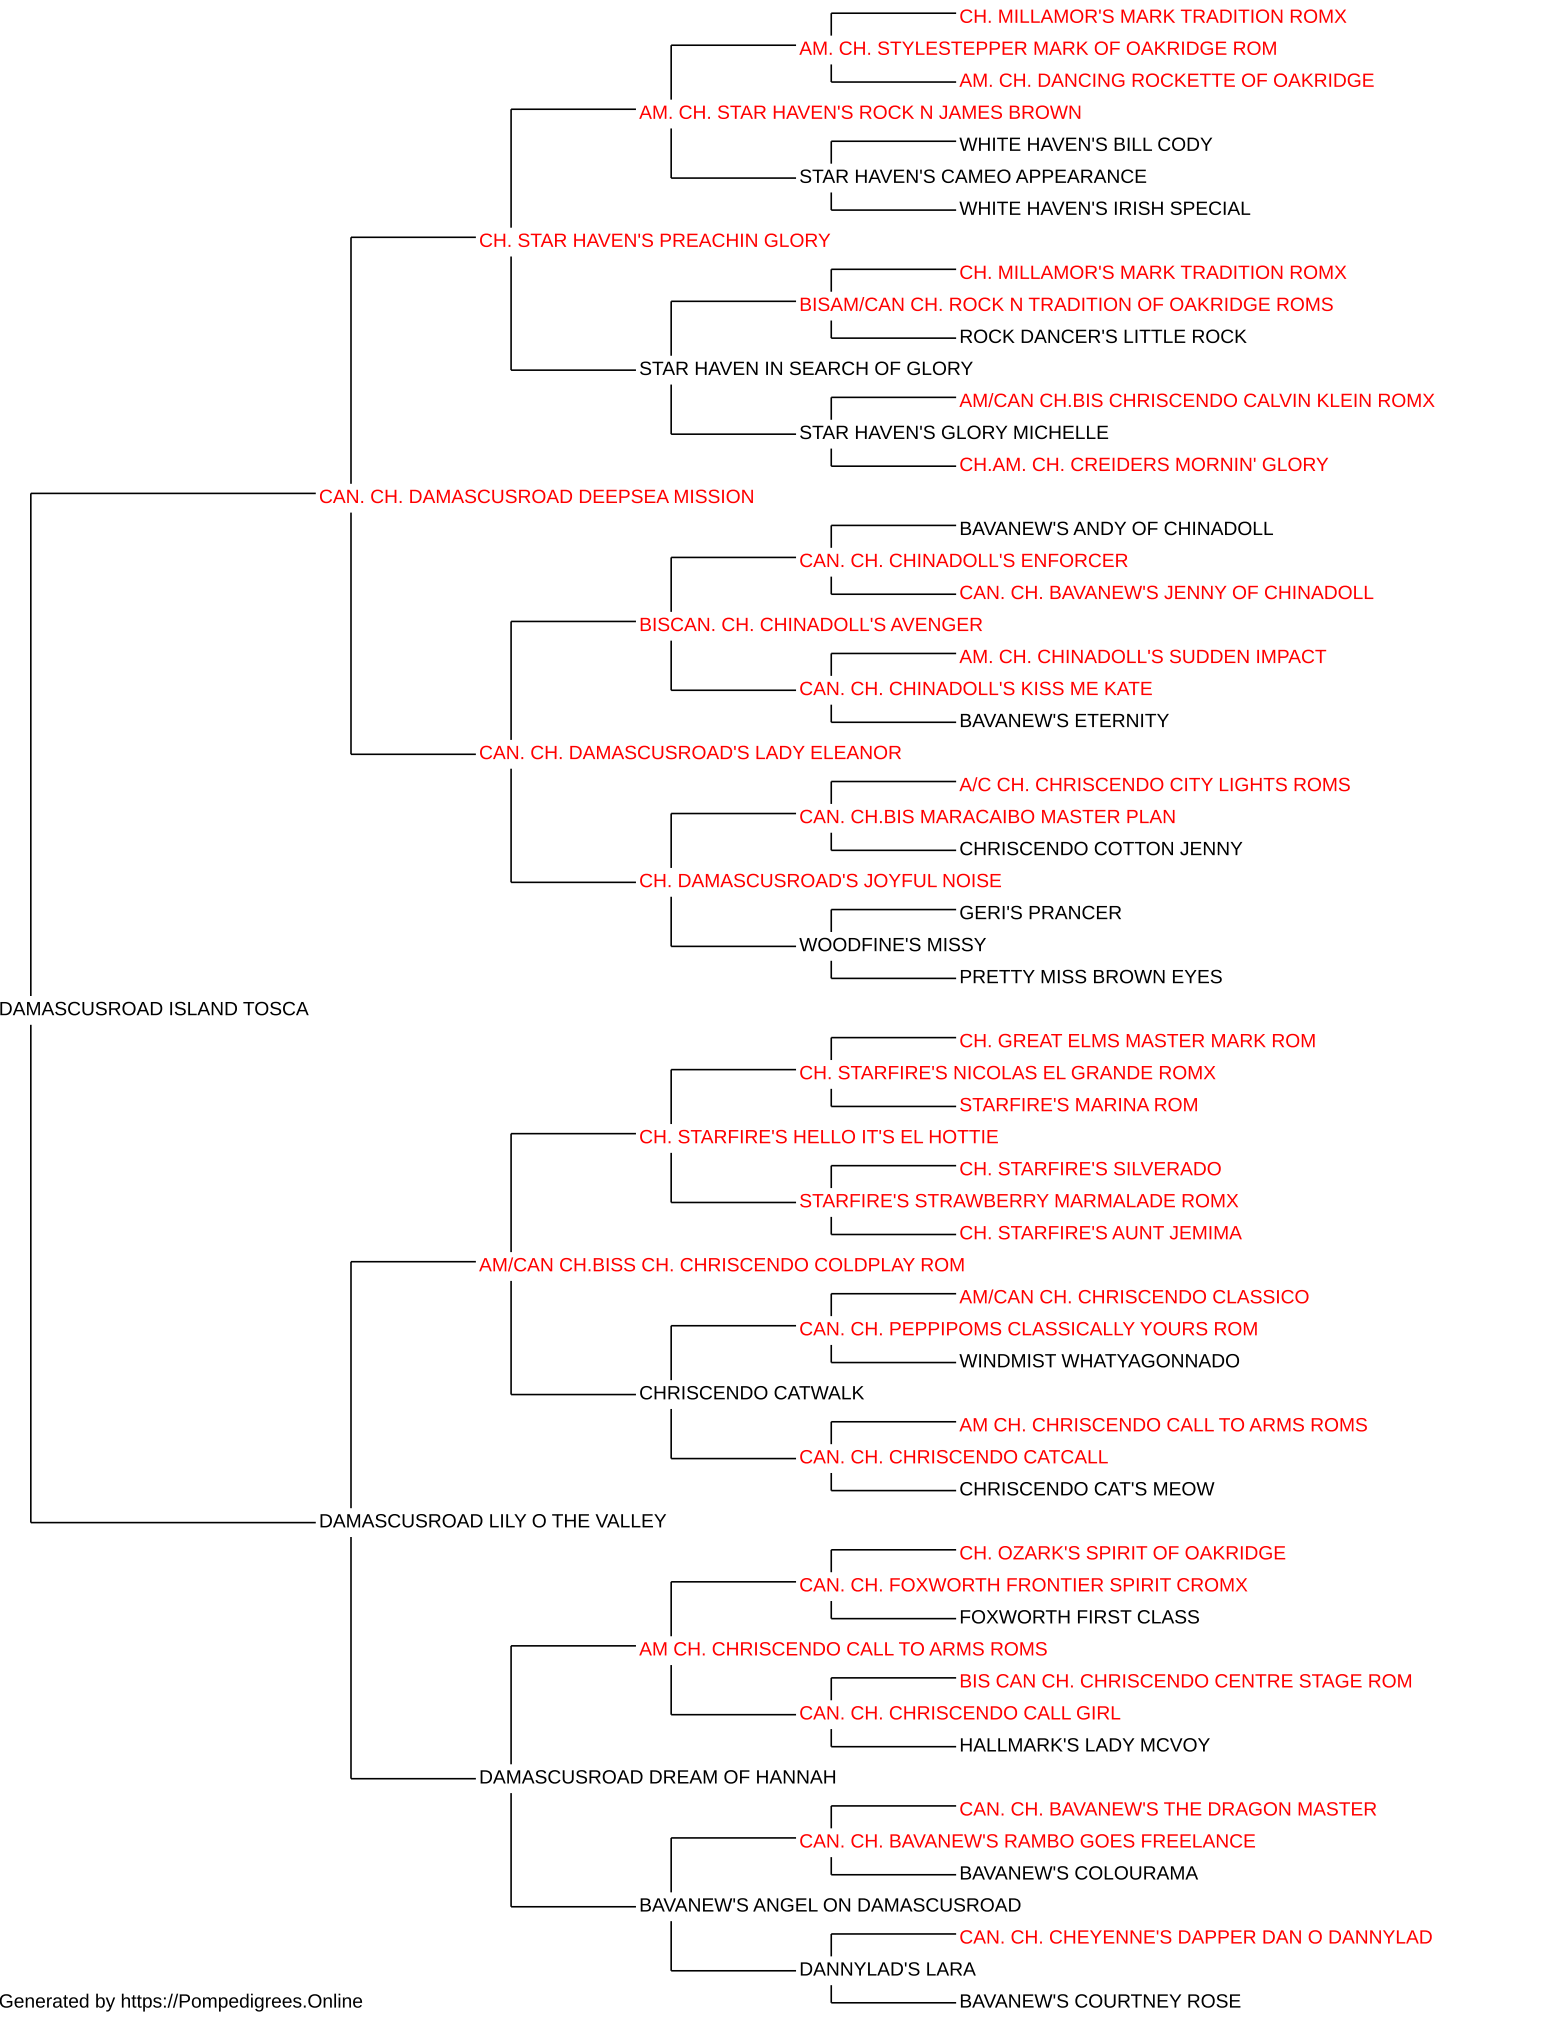 CH. MILLAMOR'S MARK TRADITION ROMX
AM. CH. STYLESTEPPER MARK OF OAKRIDGE ROM
AM. CH. DANCING ROCKETTE OF OAKRIDGE
AM. CH. STAR HAVEN'S ROCK N JAMES BROWN
WHITE HAVEN'S BILL CODY
STAR HAVEN'S CAMEO APPEARANCE
WHITE HAVEN'S IRISH SPECIAL
CH. STAR HAVEN'S PREACHIN GLORY
CH. MILLAMOR'S MARK TRADITION ROMX
BISAM/CAN CH. ROCK N TRADITION OF OAKRIDGE ROMS
ROCK DANCER'S LITTLE ROCK
STAR HAVEN IN SEARCH OF GLORY
AM/CAN CH.BIS CHRISCENDO CALVIN KLEIN ROMX
STAR HAVEN'S GLORY MICHELLE
CH.AM. CH. CREIDERS MORNIN' GLORY
CAN. CH. DAMASCUSROAD DEEPSEA MISSION
BAVANEW'S ANDY OF CHINADOLL
CAN. CH. CHINADOLL'S ENFORCER
CAN. CH. BAVANEW'S JENNY OF CHINADOLL
BISCAN. CH. CHINADOLL'S AVENGER
AM. CH. CHINADOLL'S SUDDEN IMPACT
CAN. CH. CHINADOLL'S KISS ME KATE
BAVANEW'S ETERNITY
CAN. CH. DAMASCUSROAD'S LADY ELEANOR
A/C CH. CHRISCENDO CITY LIGHTS ROMS
CAN. CH.BIS MARACAIBO MASTER PLAN
CHRISCENDO COTTON JENNY
CH. DAMASCUSROAD'S JOYFUL NOISE
GERI'S PRANCER
WOODFINE'S MISSY
PRETTY MISS BROWN EYES
DAMASCUSROAD ISLAND TOSCA
CH. GREAT ELMS MASTER MARK ROM
CH. STARFIRE'S NICOLAS EL GRANDE ROMX
STARFIRE'S MARINA ROM
CH. STARFIRE'S HELLO IT'S EL HOTTIE
CH. STARFIRE'S SILVERADO
STARFIRE'S STRAWBERRY MARMALADE ROMX
CH. STARFIRE'S AUNT JEMIMA
AM/CAN CH.BISS CH. CHRISCENDO COLDPLAY ROM
AM/CAN CH. CHRISCENDO CLASSICO
CAN. CH. PEPPIPOMS CLASSICALLY YOURS ROM
WINDMIST WHATYAGONNADO
CHRISCENDO CATWALK
AM CH. CHRISCENDO CALL TO ARMS ROMS
CAN. CH. CHRISCENDO CATCALL
CHRISCENDO CAT'S MEOW
DAMASCUSROAD LILY O THE VALLEY
CH. OZARK'S SPIRIT OF OAKRIDGE
CAN. CH. FOXWORTH FRONTIER SPIRIT CROMX
FOXWORTH FIRST CLASS
AM CH. CHRISCENDO CALL TO ARMS ROMS
BIS CAN CH. CHRISCENDO CENTRE STAGE ROM
CAN. CH. CHRISCENDO CALL GIRL
HALLMARK'S LADY MCVOY
DAMASCUSROAD DREAM OF HANNAH
CAN. CH. BAVANEW'S THE DRAGON MASTER
CAN. CH. BAVANEW'S RAMBO GOES FREELANCE
BAVANEW'S COLOURAMA
BAVANEW'S ANGEL ON DAMASCUSROAD
CAN. CH. CHEYENNE'S DAPPER DAN O DANNYLAD
DANNYLAD'S LARA
BAVANEW'S COURTNEY ROSE
Generated by https://Pompedigrees.Online